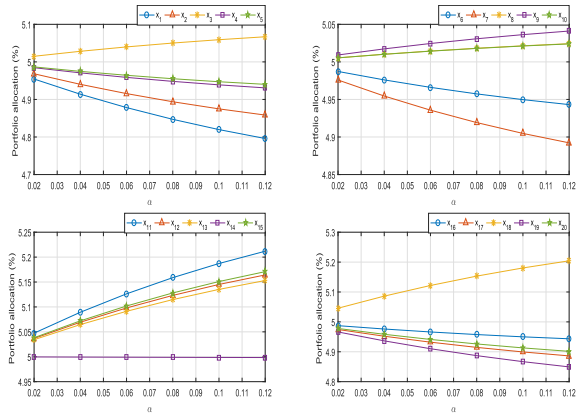 x1 x2 x3 x4 x5
5.1
5
4.9
4.8
4.7
Portfolio allocation (%)
0.02 0.03 0.04 0.05 0.06 0.07 0.08 0.09 0.1 0.11 0.12
α
x6 x7 x8 x9 x10
5.05
5
4.95
4.9
4.85
Portfolio allocation (%)
0.02 0.03 0.04 0.05 0.06 0.07 0.08 0.09 0.1 0.11 0.12
α
x11 x12 x13 x14 x15
5.25
5.2
5.15
5.1
5.05
5
4.95
Portfolio allocation (%)
0.02 0.03 0.04 0.05 0.06 0.07 0.08 0.09 0.1 0.11 0.12
α
x16 x17 x18 x19 x20
5.3
5.2
5.1
5
4.9
4.8
Portfolio allocation (%)
0.02 0.03 0.04 0.05 0.06 0.07 0.08 0.09 0.1 0.11 0.12
α